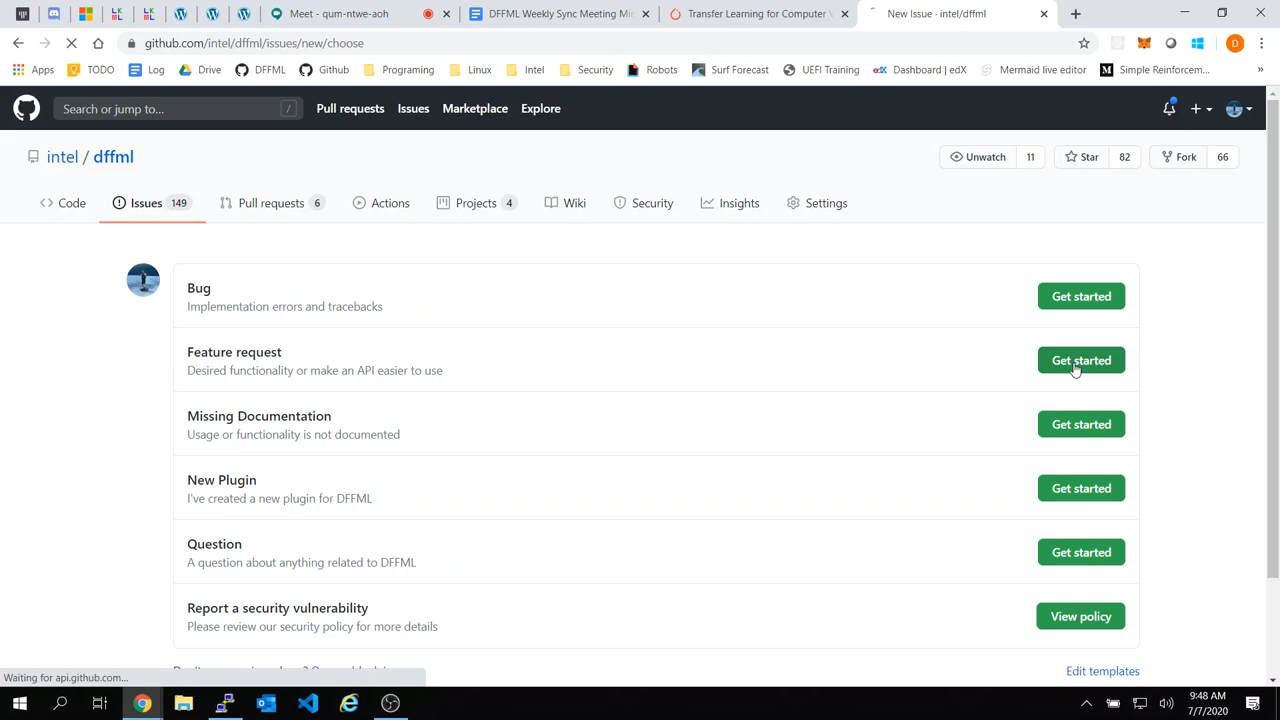 Meet - qum-ntwe-aoh
DFFML Weekly Sync Meeting Mi
Transfer Learning for Computer V
New Issue · intel/dffml
github.com/intel/dffml/issues/new/choose
Apps TODO Log Drive DFFML Github Programing Linux Intel Security Robots Surf Forecast UEFI Training Dashboard | edX Mermaid live editor Simple Reinforcem... »
Search or jump to... /
Pull requests Issues Marketplace Explore
intel / dffml
Unwatch 11 Star 82 Fork 66
Code Issues 149 Pull requests 6 Actions Projects 4 Wiki Security Insights Settings
Bug
Implementation errors and tracebacks
Get started
Feature request
Desired functionality or make an API easier to use
Get started
Missing Documentation
Usage or functionality is not documented
Get started
New Plugin
I've created a new plugin for DFFML
Get started
Question
A question about anything related to DFFML
Get started
Report a security vulnerability
Please review our security policy for more details
View policy
Edit templates
Waiting for api.github.com...
9:48 AM
7/7/2020